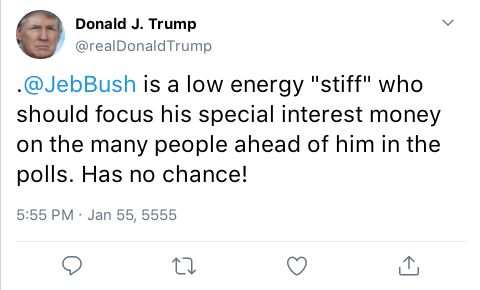 Donald J. Trump
@realDonaldTrump
.@JebBush is a low energy "stiff" who
should focus his special interest money
on the many people ahead of him in the
polls. Has no chance!
5:55 PM · Jan 55, 5555